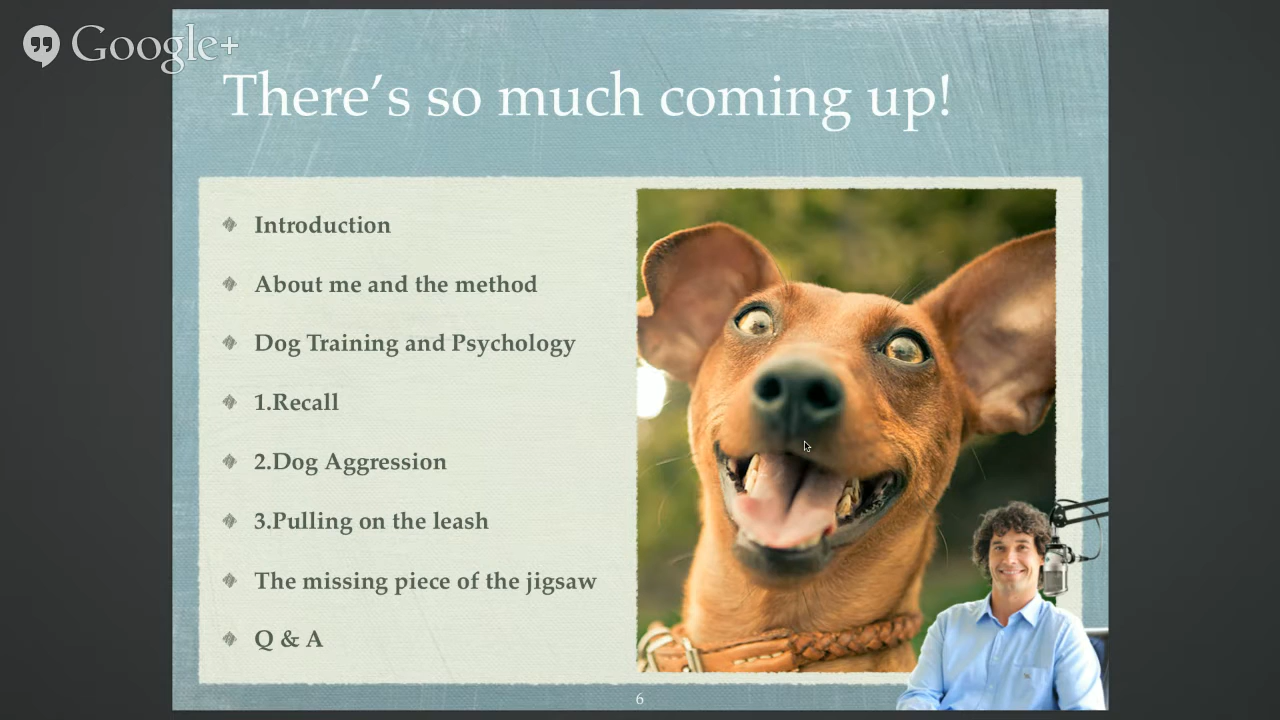 Google+
There's so much coming up!
Introduction
About me and the method
Dog Training and Psychology
1.Recall
2.Dog Aggression
3.Pulling on the leash
The missing piece of the jigsaw
Q & A
6